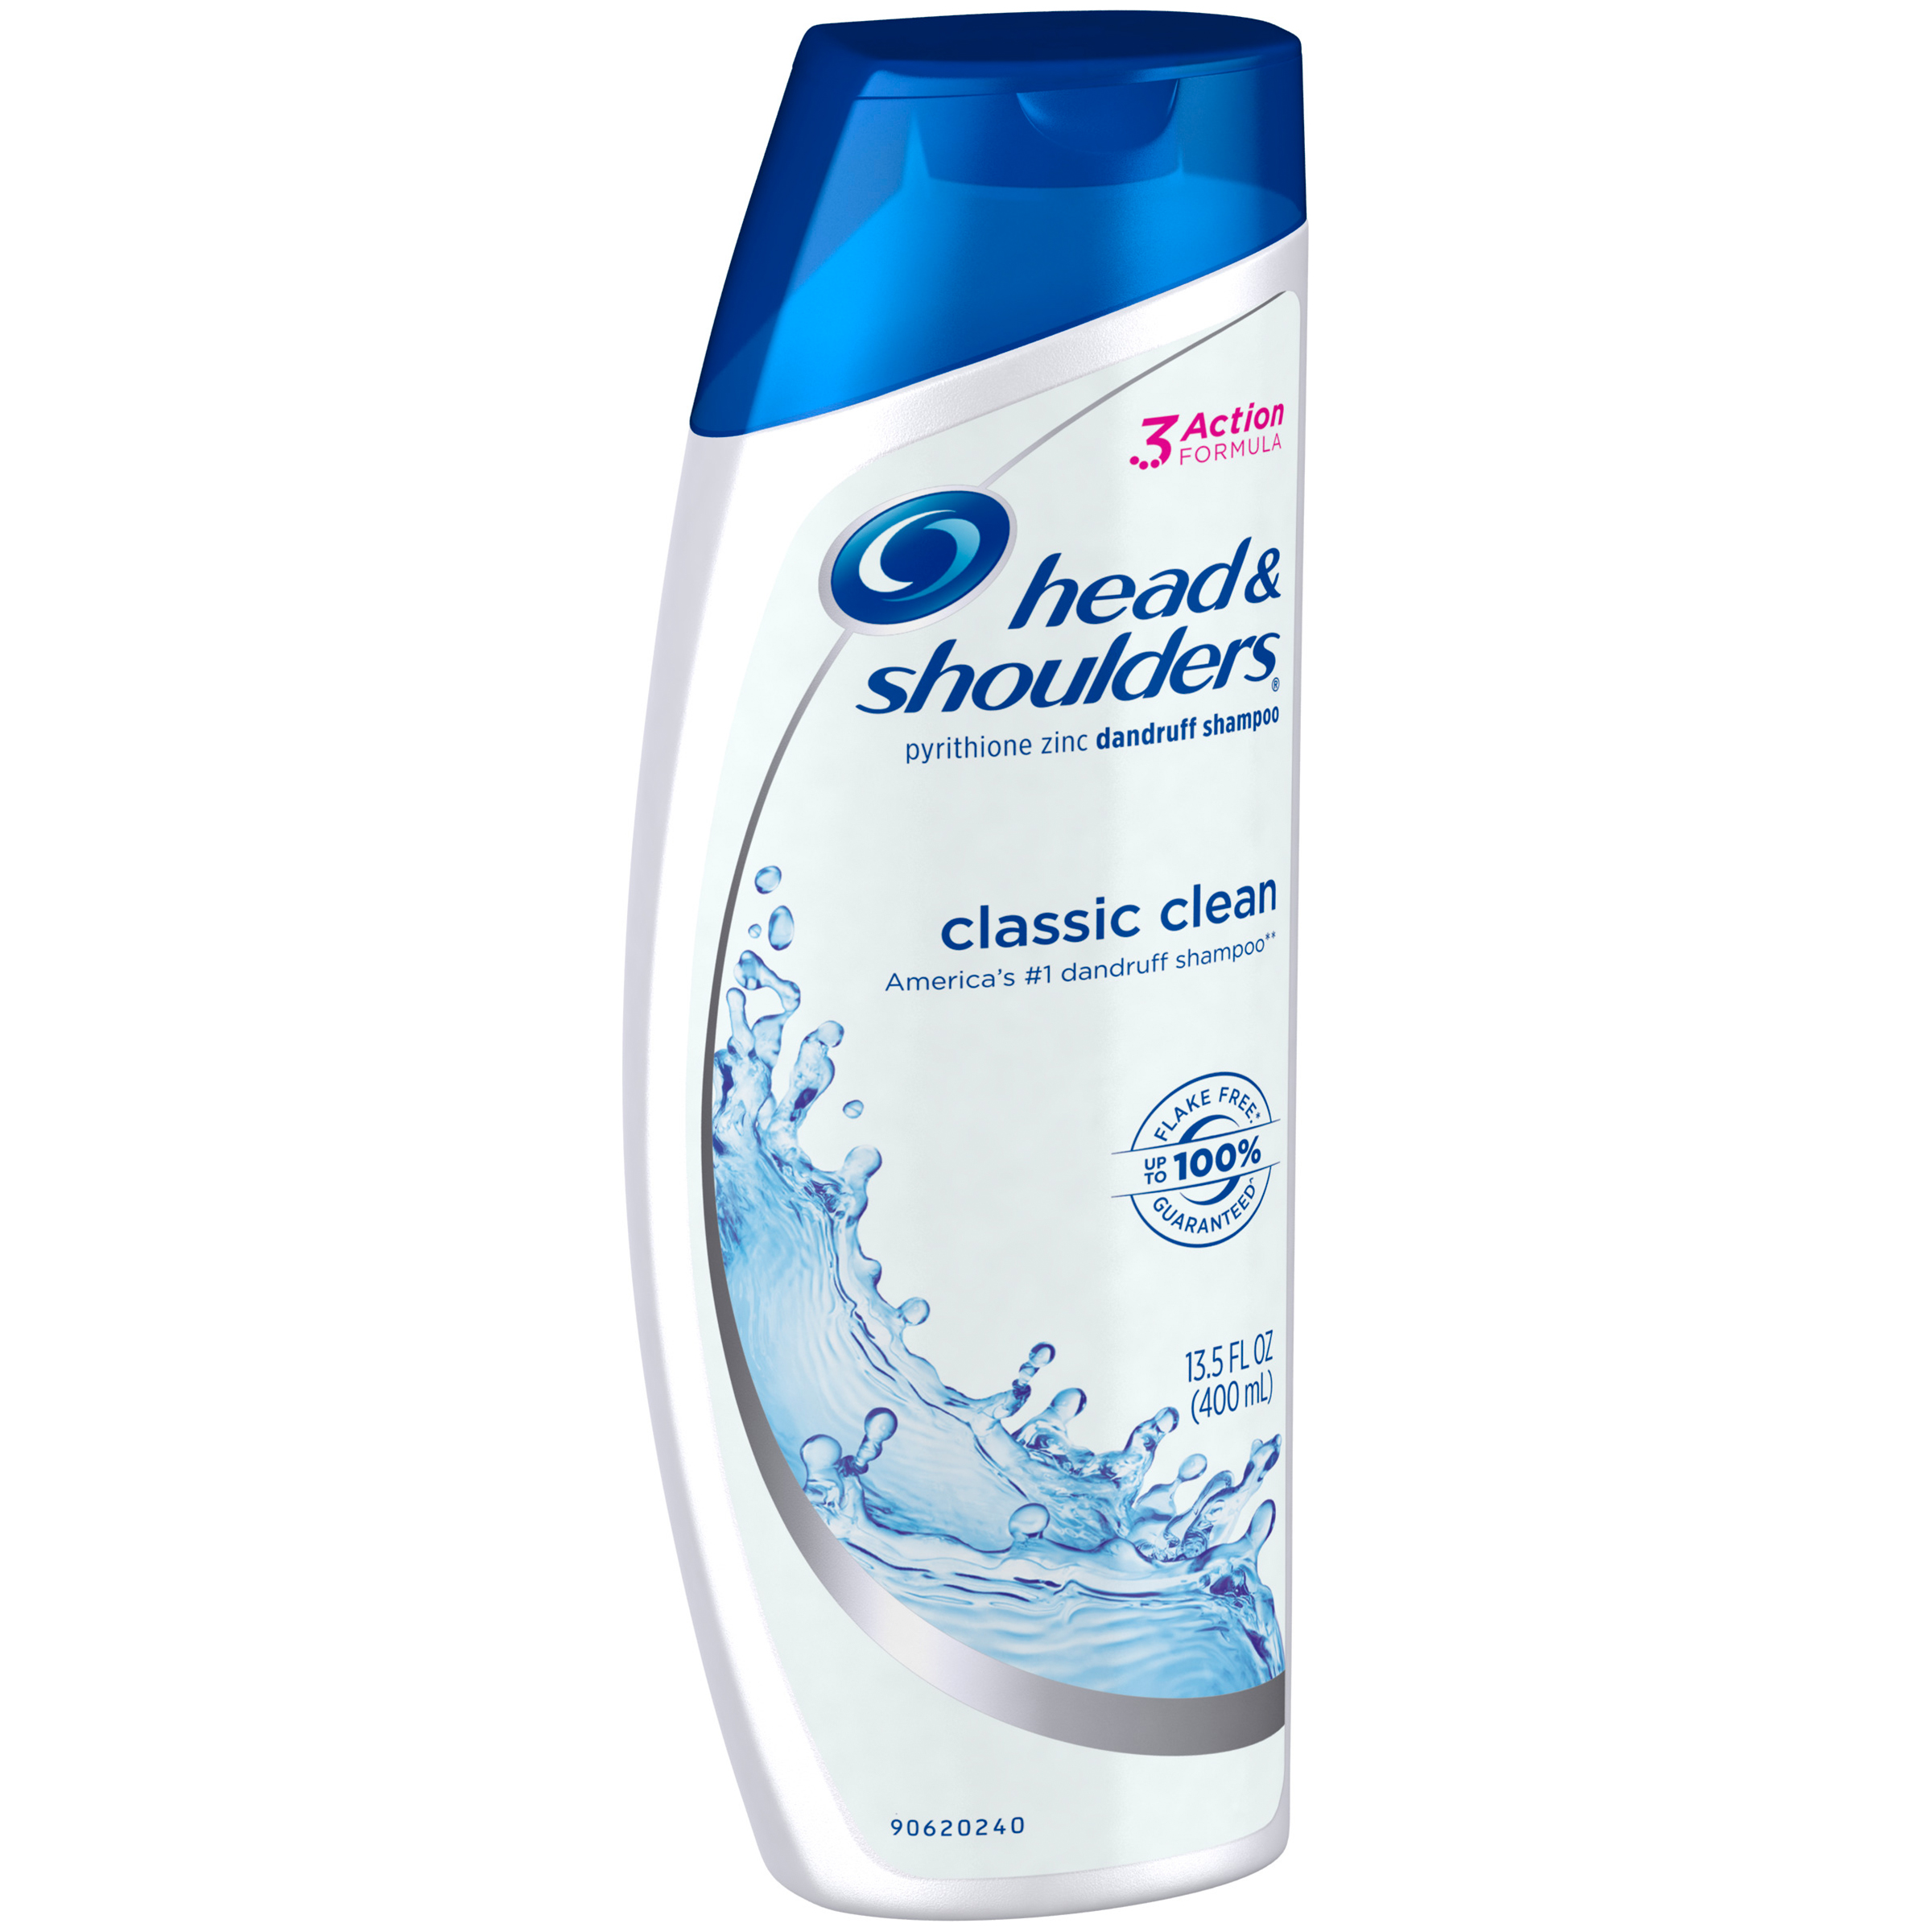 3 Action
FORMULA
head &
shoulders®
pyrithione zinc dandruff shampoo
classic clean
America's #1 dandruff shampoo**
FLAKE FREE*
UP TO 100%
GUARANTEED^
13.5 FL OZ
(400 mL)
90620240